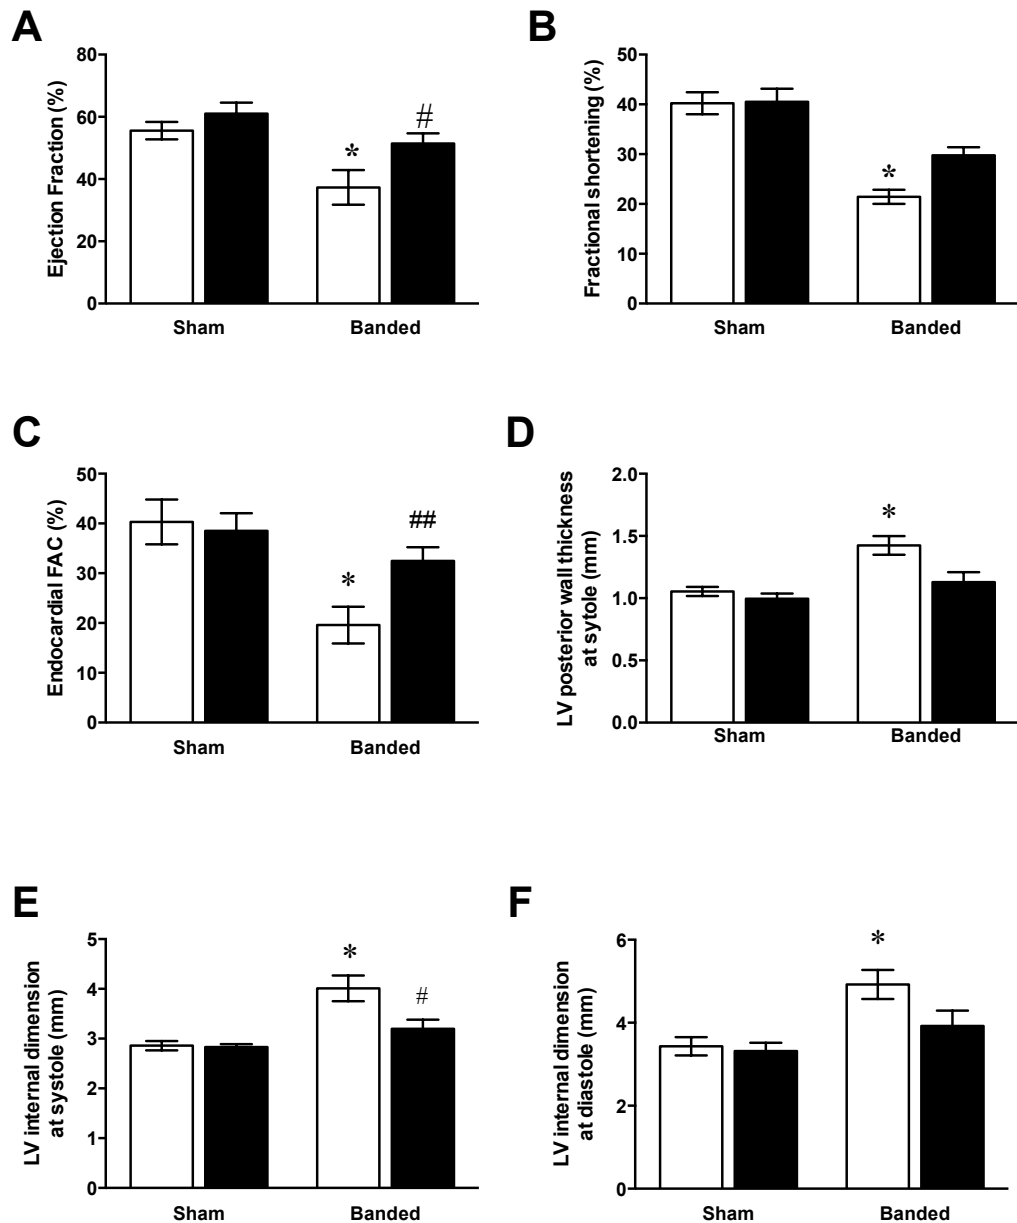 A
Ejection Fraction (%)
80
60
40
20
0
*
#
Sham
Banded
B
Fractional shortening (%)
50
40
30
20
10
0
*
Sham
Banded
C
Endocardial FAC (%)
50
40
30
20
10
0
*
##
Sham
Banded
D
LV posterior wall thickness
at sytole (mm)
2.0
1.5
1.0
0.5
0.0
*
Sham
Banded
E
LV internal dimension
at systole (mm)
5
4
3
2
1
0
*
#
Sham
Banded
F
LV internal dimension
at diastole (mm)
6
4
2
0
*
Sham
Banded